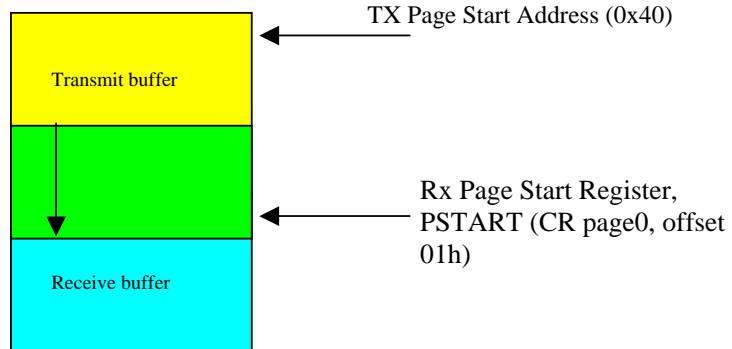 TX Page Start Address (0x40)
Transmit buffer
Rx Page Start Register,
PSTART (CR page0, offset
01h)
Receive buffer